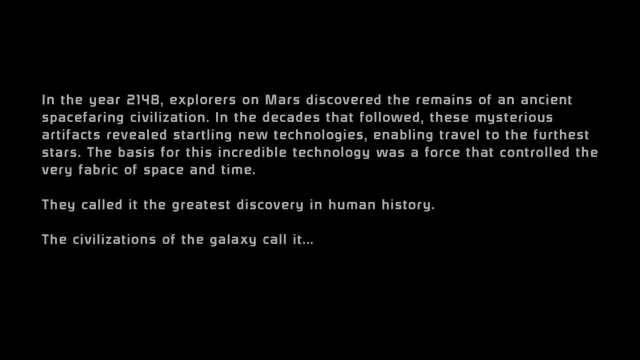 In the year 2148, explorers on Mars discovered the remains of an ancient
spacefaring civilization. In the decades that followed, these mysterious
artifacts revealed startling new technologies, enabling travel to the furthest
stars. The basis for this incredible technology was a force that controlled the
very fabric of space and time.
They called it the greatest discovery in human history.
The civilizations of the galaxy call it...